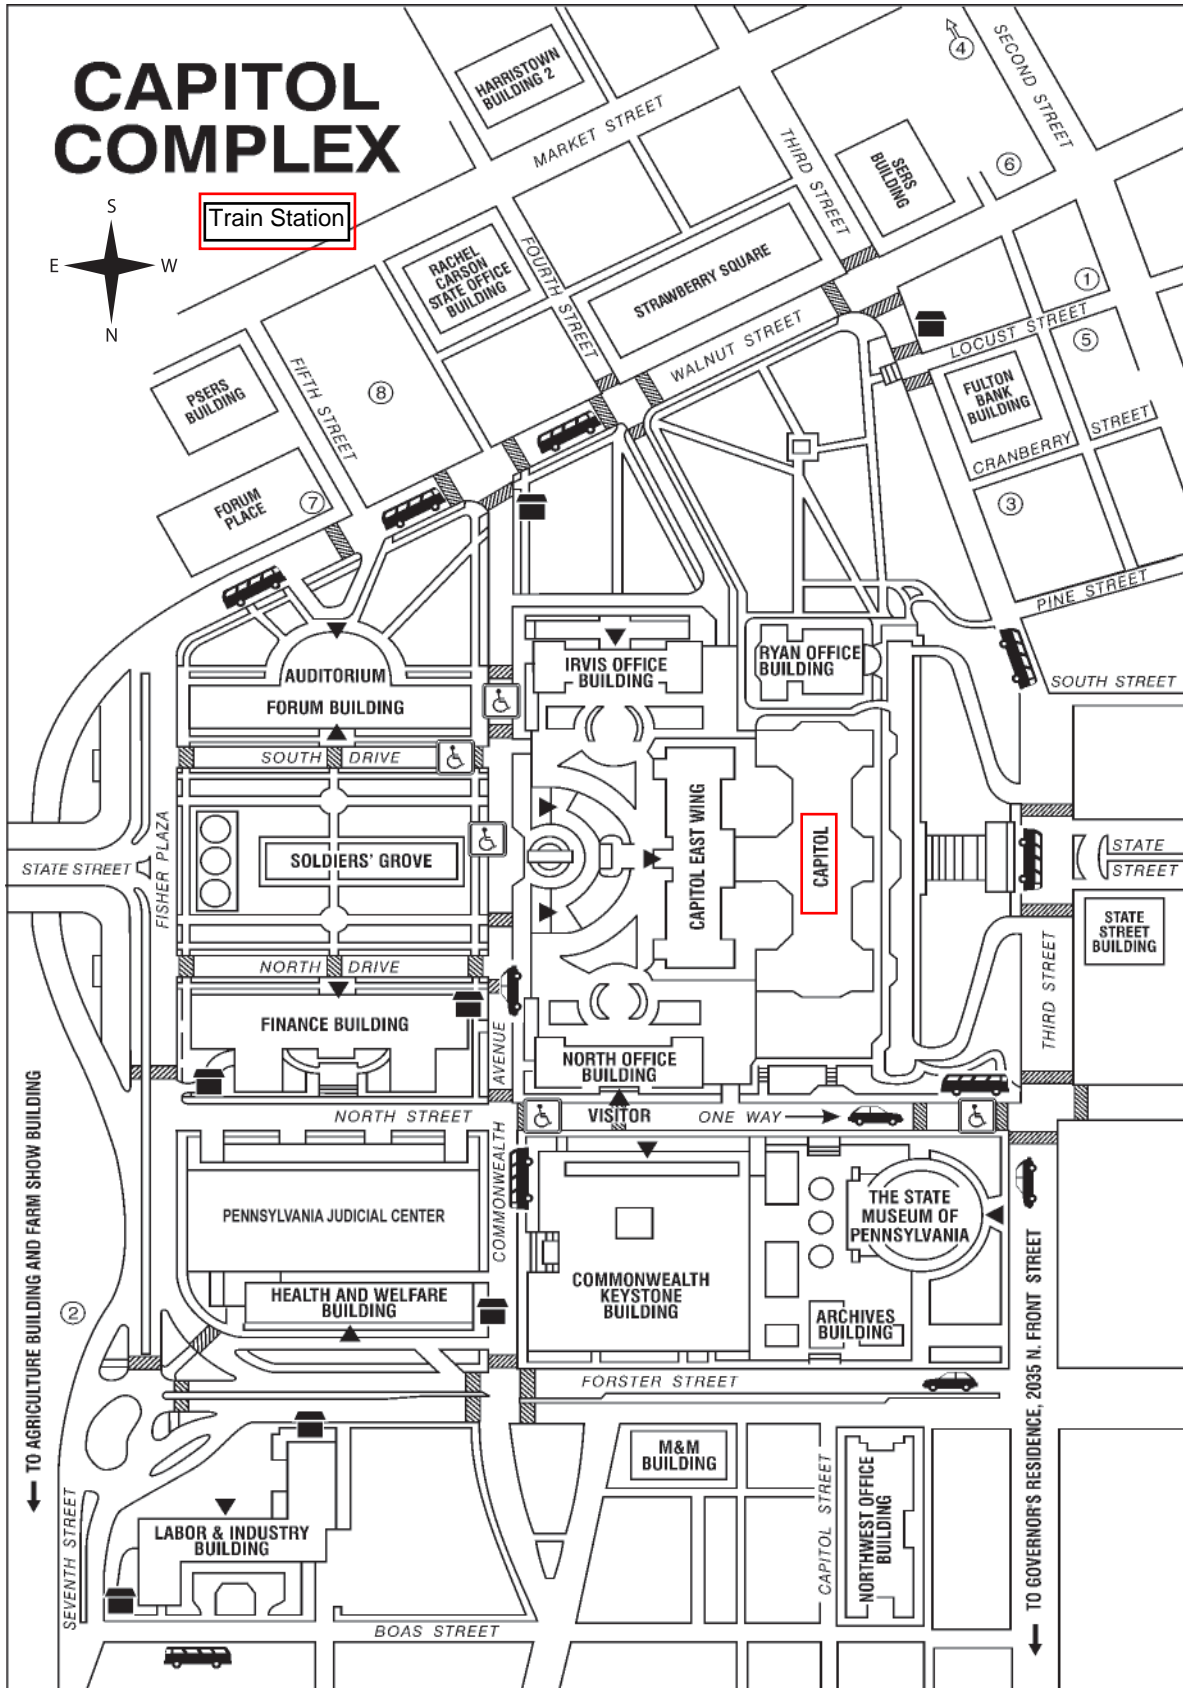 CAPITOL
COMPLEX
Train Station
S
E
W
N
HARRISTOWN
BUILDING 2
MARKET STREET
THIRD STREET
SECOND STREET
4
6
SERS
BUILDING
RACHEL
CARSON
STATE OFFICE
BUILDING
FOURTH STREET
STRAWBERRY SQUARE
WALNUT STREET
1
LOCUST STREET
5
FULTON
BANK
BUILDING
CRANBERRY STREET
3
PINE STREET
SOUTH STREET
PSERS
BUILDING
FIFTH STREET
8
FORUM
PLACE
7
AUDITORIUM
FORUM BUILDING
IRVIS OFFICE
BUILDING
RYAN OFFICE
BUILDING
SOUTH DRIVE
FISHER PLAZA
STATE STREET
SOLDIERS' GROVE
CAPITOL EAST WING
CAPITOL
STATE
STREET
STATE
STREET
BUILDING
NORTH DRIVE
FINANCE BUILDING
COMMONWEALTH AVENUE
NORTH OFFICE
BUILDING
THIRD STREET
NORTH STREET
VISITOR
ONE WAY
PENNSYLVANIA JUDICIAL CENTER
THE STATE
MUSEUM OF
PENNSYLVANIA
COMMONWEALTH
KEYSTONE
BUILDING
HEALTH AND WELFARE
BUILDING
ARCHIVES
BUILDING
2
TO AGRICULTURE BUILDING AND FARM SHOW BUILDING
TO GOVERNOR'S RESIDENCE, 2035 N. FRONT STREET
FORSTER STREET
M&M
BUILDING
CAPITOL STREET
NORTHWEST OFFICE
BUILDING
LABOR & INDUSTRY
BUILDING
SEVENTH STREET
BOAS STREET